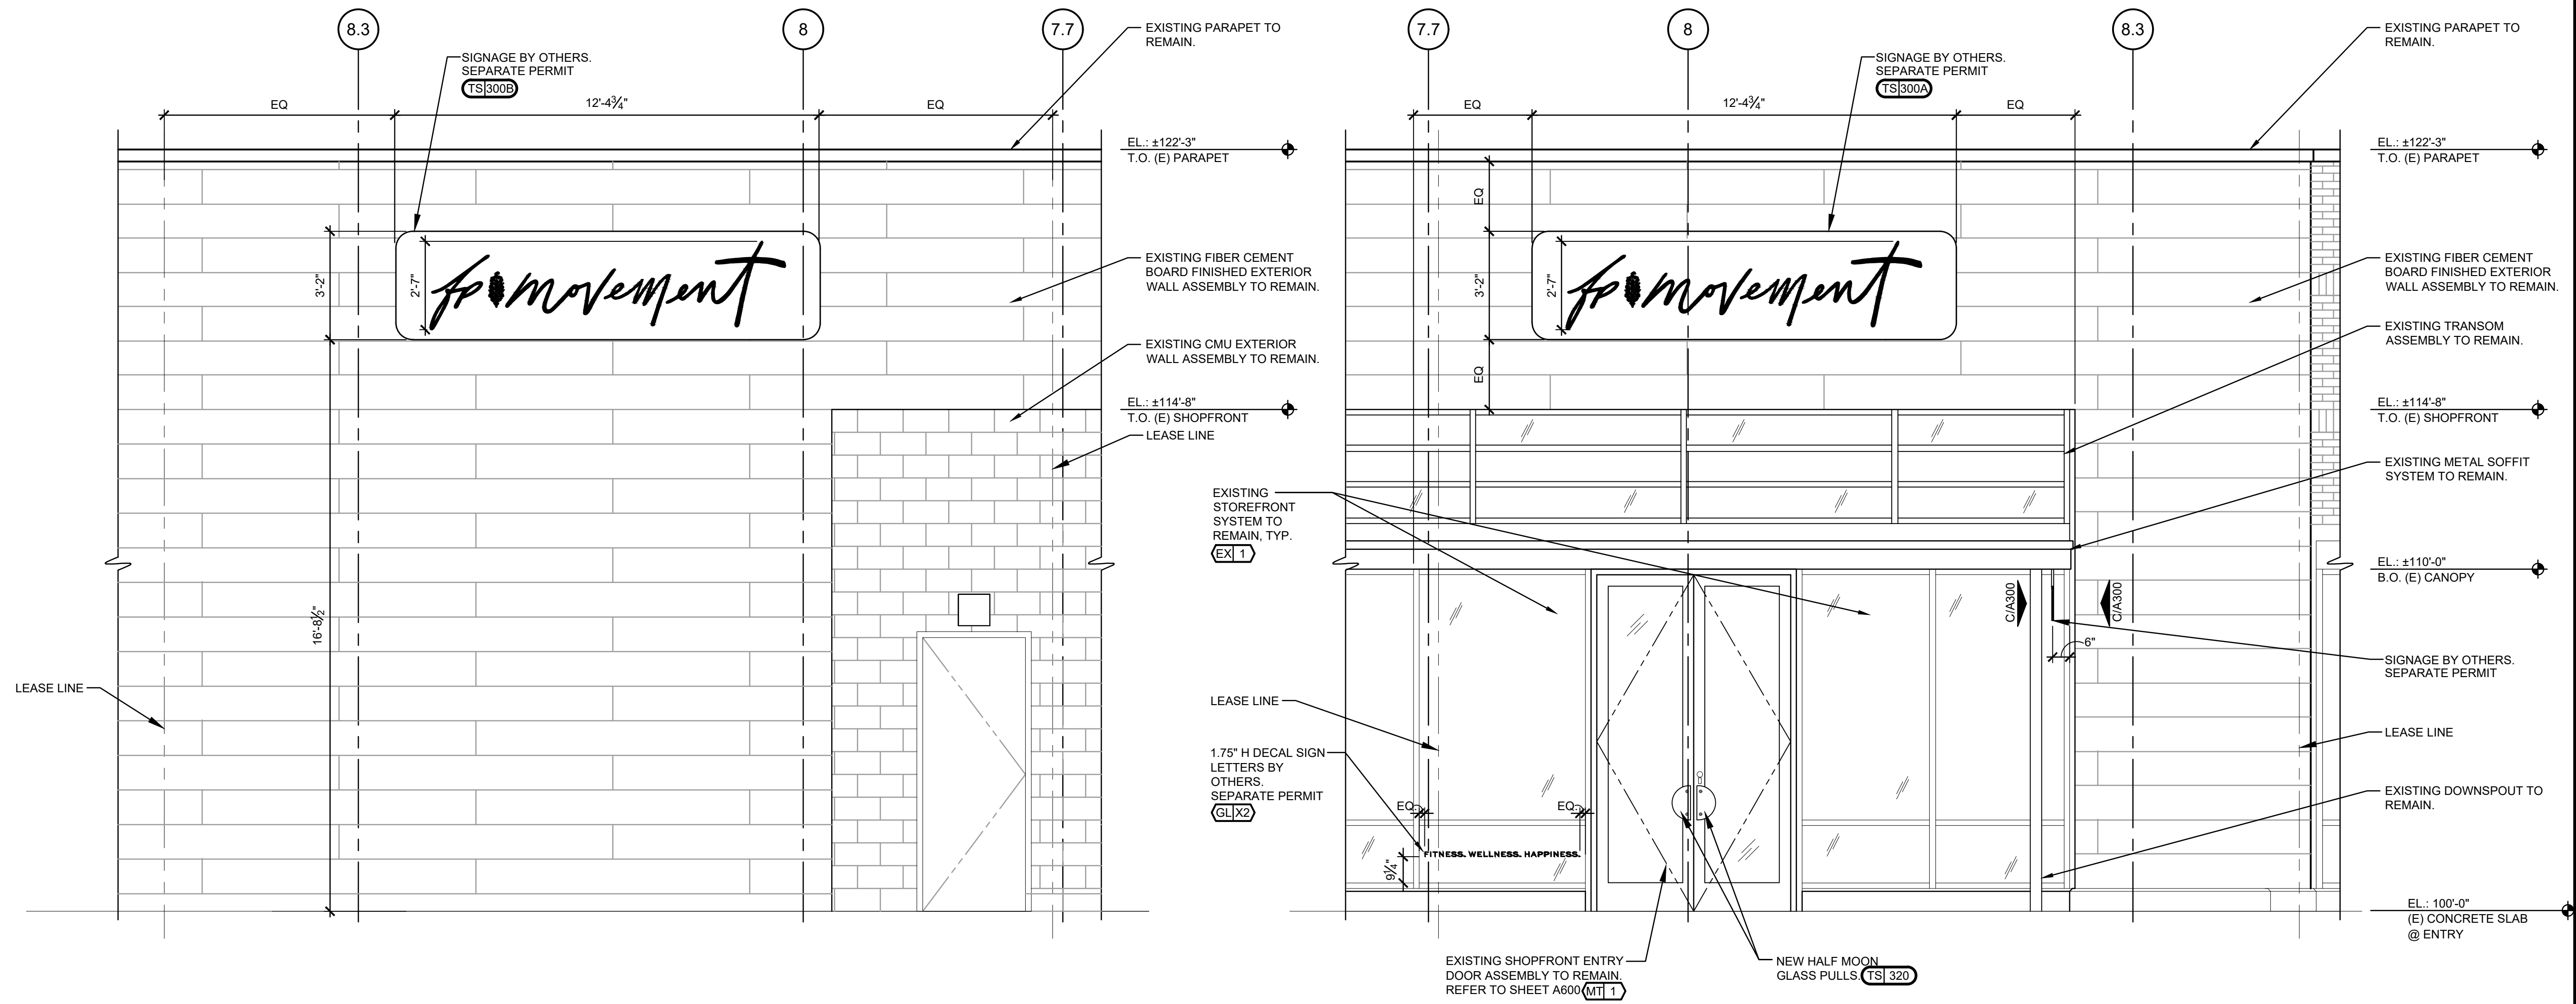 8.3
8
7.7
EXISTING PARAPET TO
REMAIN.
SIGNAGE BY OTHERS.
SEPARATE PERMIT
TS 300B
EQ
12'-4¾"
EQ
EL.: ±122'-3"
T.O. (E) PARAPET
3'-2"
2'-7"
fp movement
EXISTING FIBER CEMENT
BOARD FINISHED EXTERIOR
WALL ASSEMBLY TO REMAIN.
EXISTING CMU EXTERIOR
WALL ASSEMBLY TO REMAIN.
EL.: ±114'-8"
T.O. (E) SHOPFRONT
LEASE LINE
16'-8½"
LEASE LINE
7.7
8
8.3
EXISTING PARAPET TO
REMAIN.
SIGNAGE BY OTHERS.
SEPARATE PERMIT
TS 300A
EQ
12'-4¾"
EQ
EL.: ±122'-3"
T.O. (E) PARAPET
EQ
3'-2"
2'-7"
fp movement
EQ
EXISTING FIBER CEMENT
BOARD FINISHED EXTERIOR
WALL ASSEMBLY TO REMAIN.
EXISTING TRANSOM
ASSEMBLY TO REMAIN.
EL.: ±114'-8"
T.O. (E) SHOPFRONT
EXISTING METAL SOFFIT
SYSTEM TO REMAIN.
EXISTING
STOREFRONT
SYSTEM TO
REMAIN, TYP.
EX 1
EL.: ±110'-0"
B.O. (E) CANOPY
C/A300
C/A300
6"
SIGNAGE BY OTHERS.
SEPARATE PERMIT
LEASE LINE
LEASE LINE
1.75" H DECAL SIGN
LETTERS BY
OTHERS.
SEPARATE PERMIT
GL X2
EQ.
EQ.
FITNESS. WELLNESS. HAPPINESS.
9¼"
EXISTING DOWNSPOUT TO
REMAIN.
EL.: 100'-0"
(E) CONCRETE SLAB
@ ENTRY
EXISTING SHOPFRONT ENTRY
DOOR ASSEMBLY TO REMAIN.
REFER TO SHEET A600 MT 1
NEW HALF MOON
GLASS PULLS. TS 320